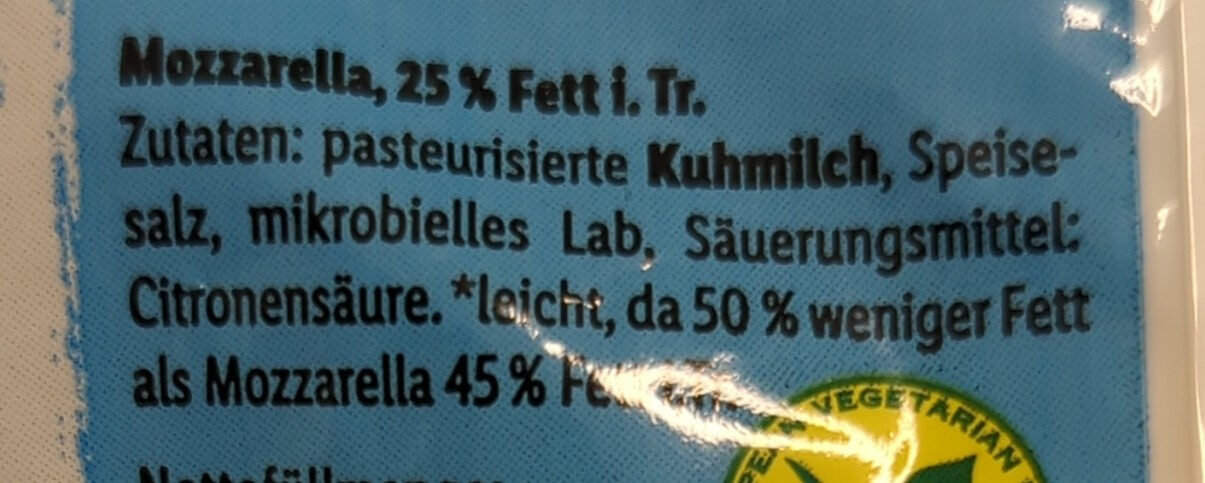 Mozzarella, 25 % Fett i. Tr.
Zutaten: pasteurisierte Kuhmilch, Speise-
salz, mikrobielles Lab, Säuerungsmittel:
Citronensäure. *leicht, da 50 % weniger Fett
als Mozzarella 45 %
VEGETARIAN